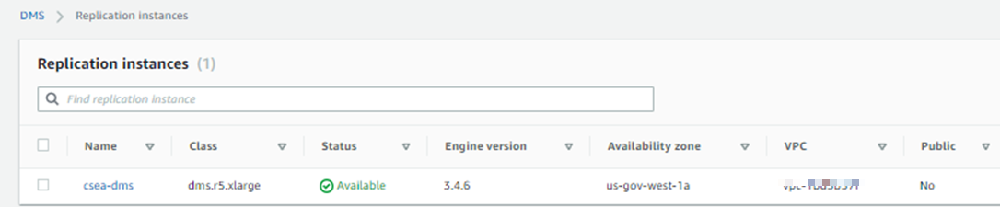 DMS > Replication instances
Replication instances (1)
Find replication instance
Name Class Status Engine version Availability zone VPC Public
csea-dms dms.r5.xlarge Available 3.4.6 us-gov-west-1a No